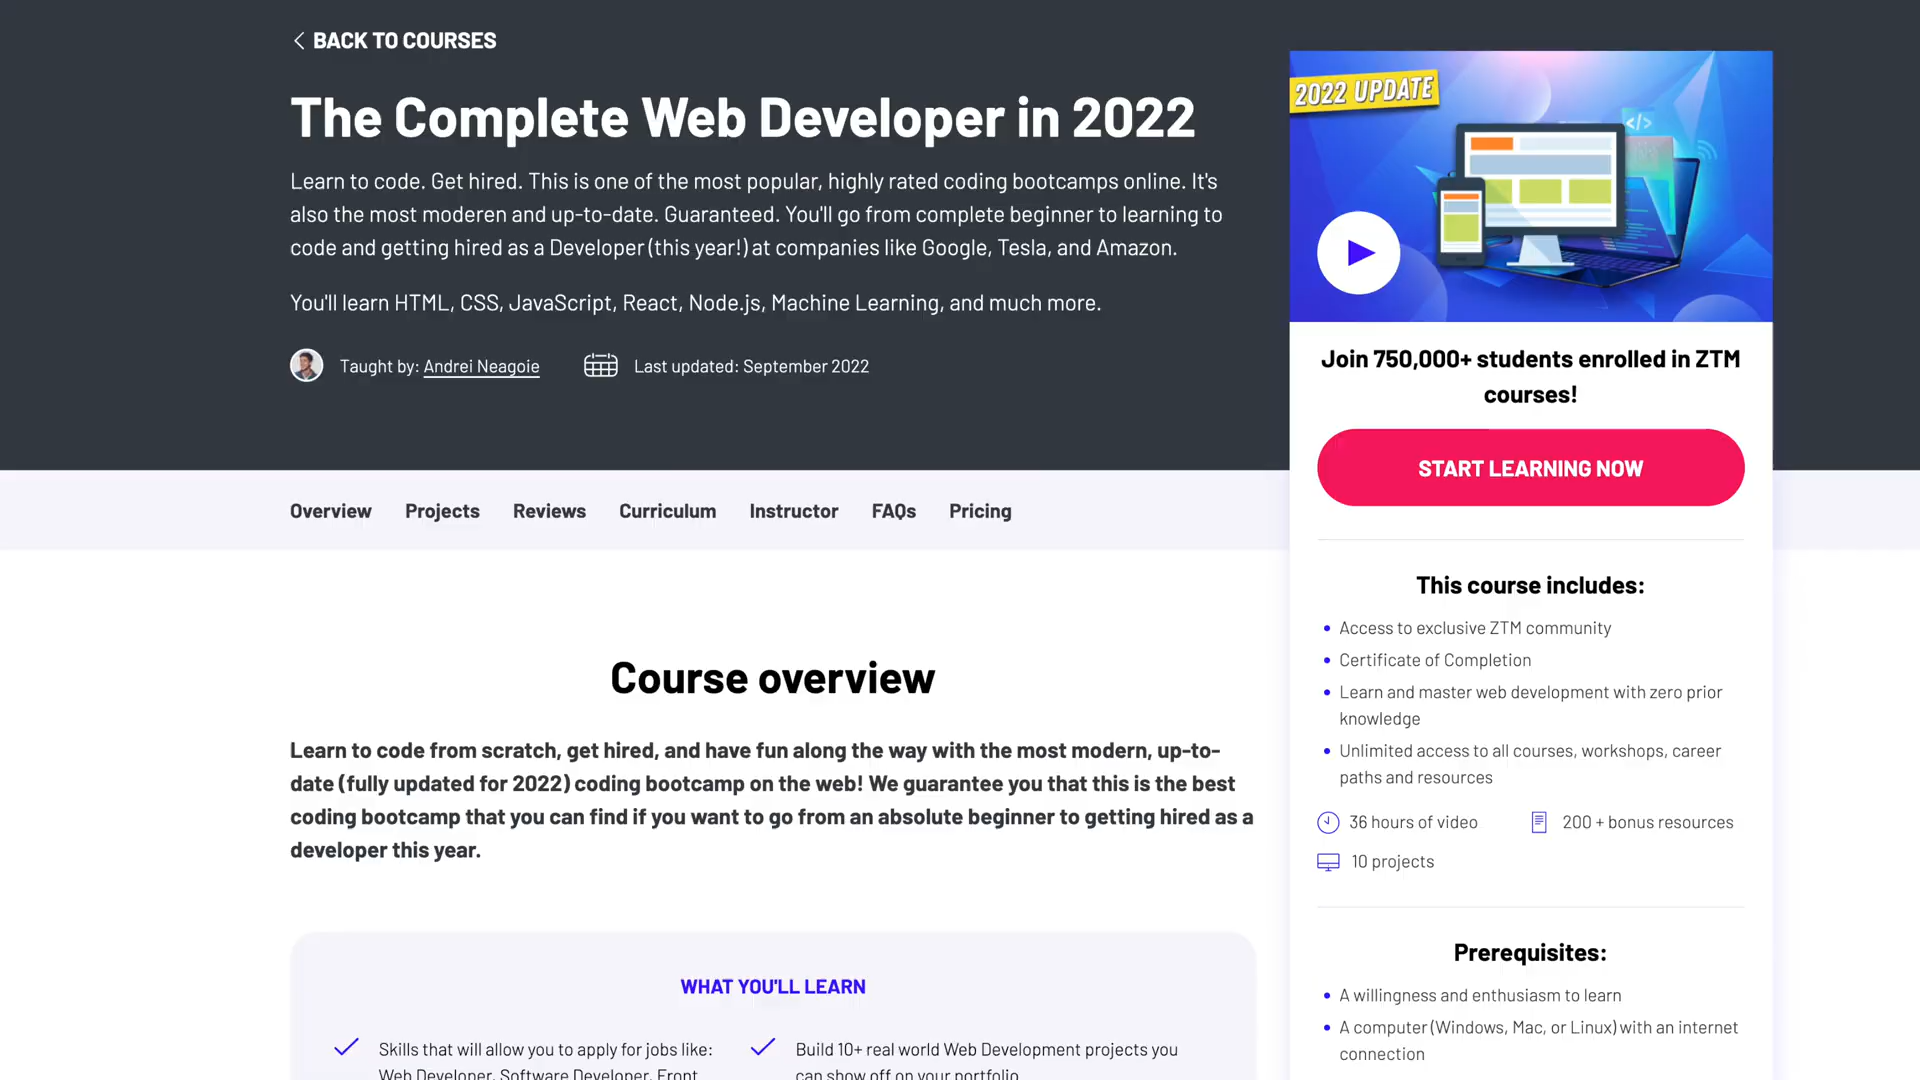 BACK TO COURSES
The Complete Web Developer in 2022
Learn to code. Get hired. This is one of the most popular, highly rated coding bootcamps online. It's
also the most moderen and up-to-date. Guaranteed. You'll go from complete beginner to learning to
code and getting hired as a Developer (this year!) at companies like Google, Tesla, and Amazon.
You'll learn HTML, CSS, JavaScript, React, Node.js, Machine Learning, and much more.
Taught by: Andrei Neagoie
Last updated: September 2022
2022 UPDATE
</>
Join 750,000+ students enrolled in ZTM
courses!
START LEARNING NOW
Overview Projects Reviews Curriculum Instructor FAQs Pricing
This course includes:
Access to exclusive ZTM community
Certificate of Completion
Learn and master web development with zero prior
knowledge
Unlimited access to all courses, workshops, career
paths and resources
36 hours of video
200 + bonus resources
10 projects
Prerequisites:
A willingness and enthusiasm to learn
A computer (Windows, Mac, or Linux) with an internet
connection
Course overview
Learn to code from scratch, get hired, and have fun along the way with the most modern, up-to-
date (fully updated for 2022) coding bootcamp on the web! We guarantee you that this is the best
coding bootcamp that you can find if you want to go from an absolute beginner to getting hired as a
developer this year.
WHAT YOU'LL LEARN
Skills that will allow you to apply for jobs like:
Web Developer, Software Developer, Front
Build 10+ real world Web Development projects you
can show off on your portfolio